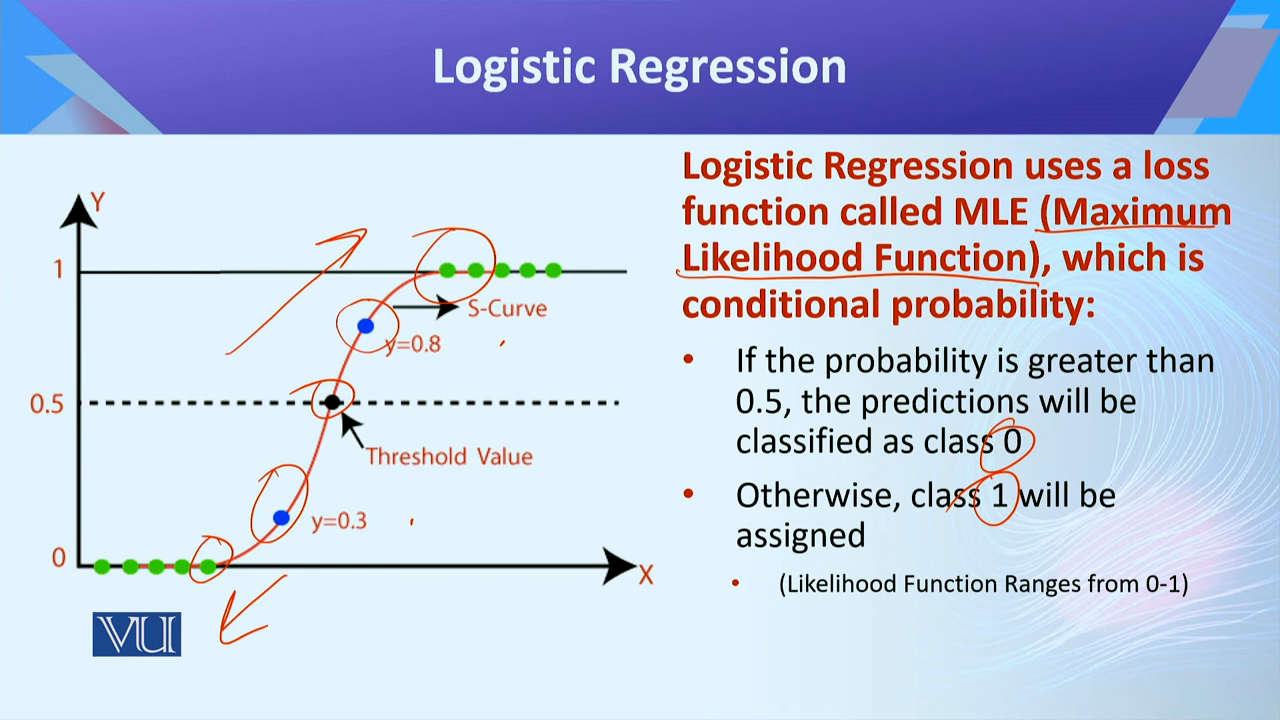 Logistic Regression
Y
1
S-Curve
y=0.8
0.5
Threshold Value
y=0.3
0
X
VU
Logistic Regression uses a loss
function called MLE (Maximum
Likelihood Function), which is
conditional probability:
• If the probability is greater than
0.5, the predictions will be
classified as class 0
• Otherwise, class 1 will be
assigned
• (Likelihood Function Ranges from 0-1)